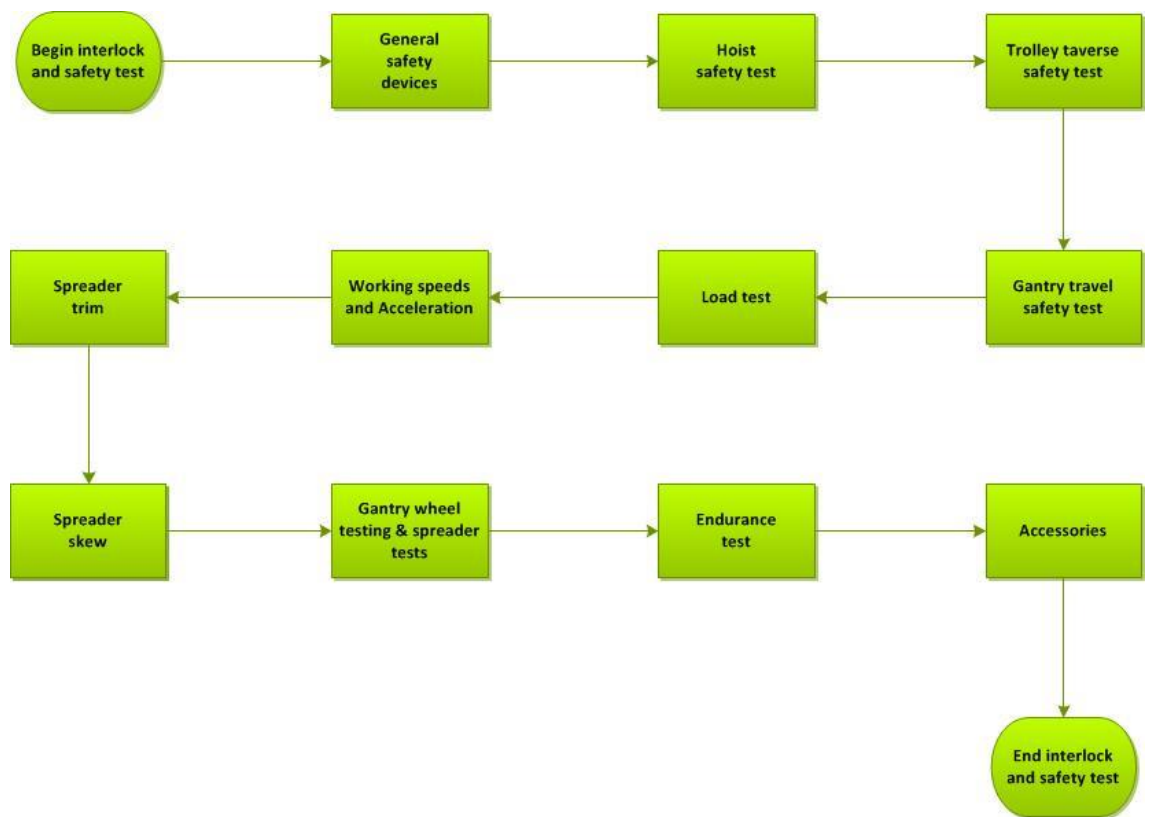 Begin interlock
and safety test
General
safety
devices
Hoist
safety test
Trolley taverse
safety test
Gantry travel
safety test
Load test
Working speeds
and Acceleration
Spreader
trim
Spreader
skew
Gantry wheel
testing & spreader
tests
Endurance
test
Accessories
End interlock
and safety test